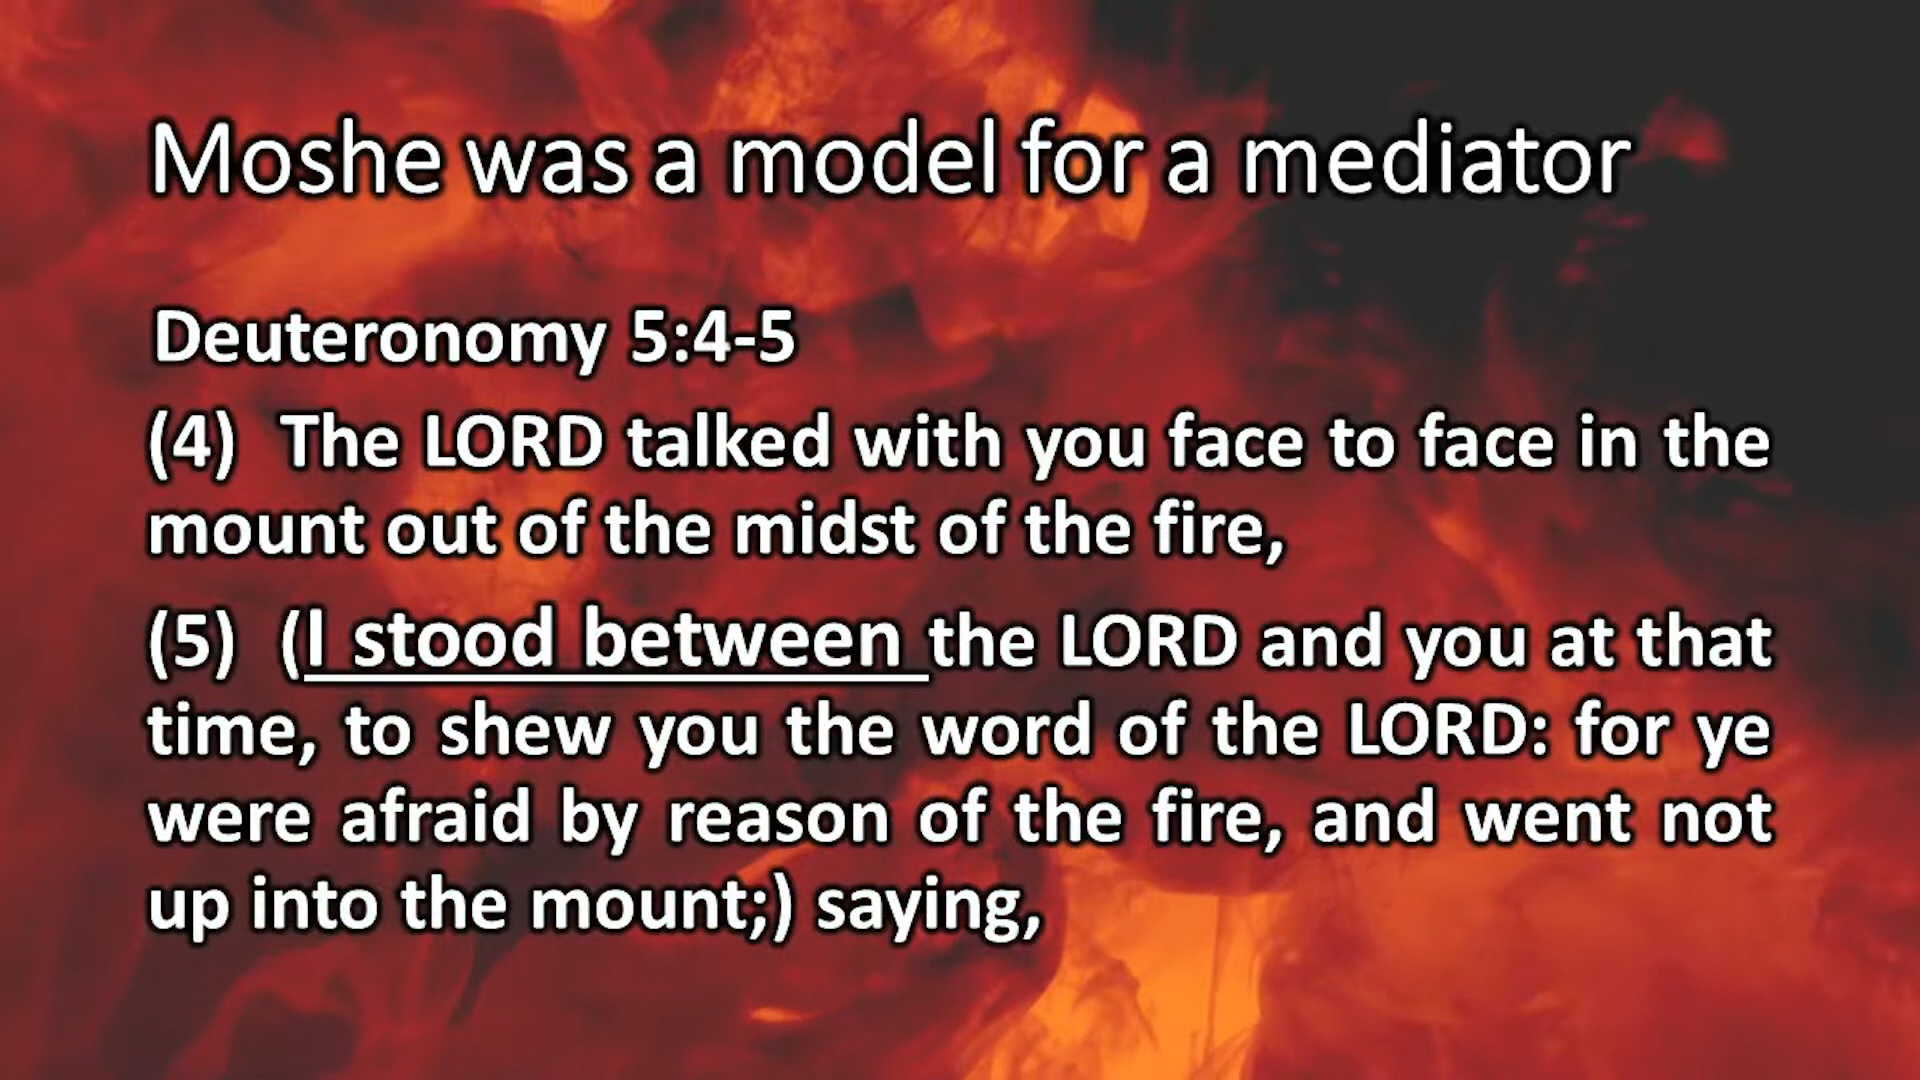 Moshe was a model for a mediator
Deuteronomy 5:4-5
(4) The LORD talked with you face to face in the
mount out of the midst of the fire,
(5) (I stood between the LORD and you at that
time, to shew you the word of the LORD: for ye
were afraid by reason of the fire, and went not
up into the mount;) saying,